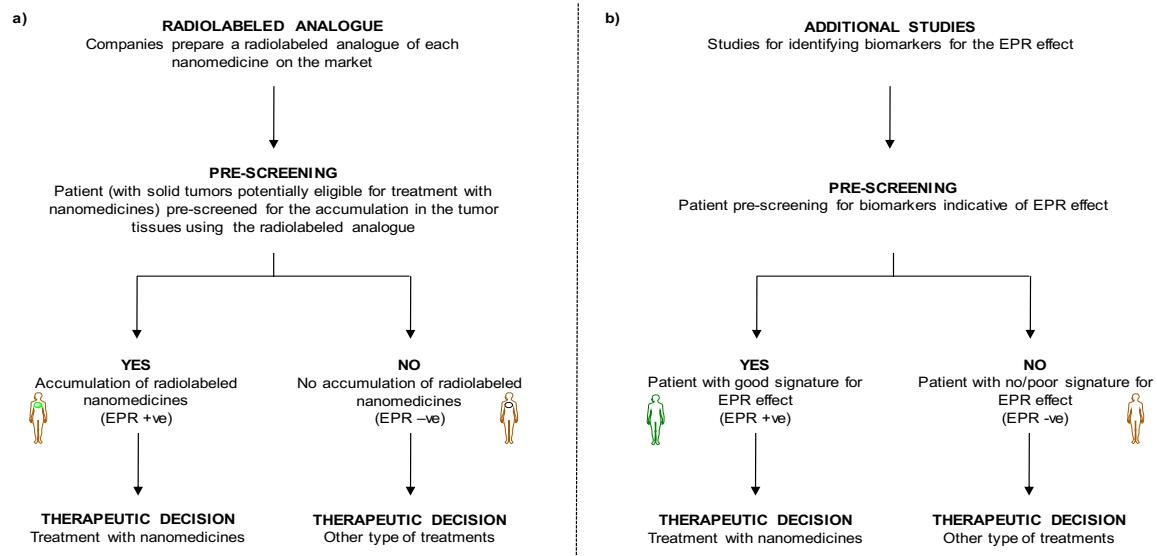 a)
RADIOLABELED ANALOGUE
Companies prepare a radiolabeled analogue of each
nanomedicine on the market
PRE-SCREENING
Patient (with solid tumors potentially eligible for treatment with
nanomedicines) pre-screened for the accumulation in the tumor
tissues using the radiolabeled analogue
YES
Accumulation of radiolabeled
nanomedicines
(EPR +ve)
NO
No accumulation of radiolabeled
nanomedicines
(EPR –ve)
THERAPEUTIC DECISION
Treatment with nanomedicines
THERAPEUTIC DECISION
Other type of treatments
b)
ADDITIONAL STUDIES
Studies for identifying biomarkers for the EPR effect
PRE-SCREENING
Patient pre-screening for biomarkers indicative of EPR effect
YES
Patient with good signature for
EPR effect
(EPR +ve)
NO
Patient with no/poor signature for
EPR effect
(EPR -ve)
THERAPEUTIC DECISION
Treatment with nanomedicines
THERAPEUTIC DECISION
Other type of treatments